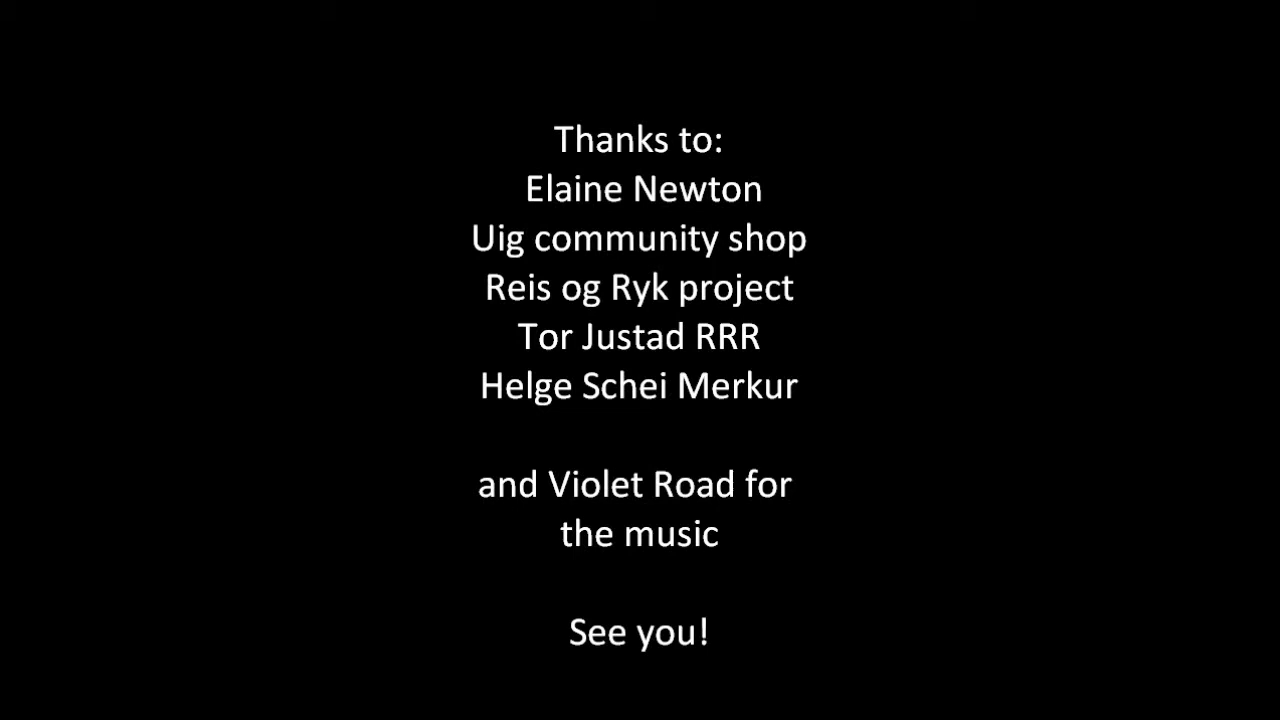 Thanks to:
Elaine Newton
Uig community shop
Reis og Ryk project
Tor Justad RRR
Helge Schei Merkur
and Violet Road for
the music
See you!